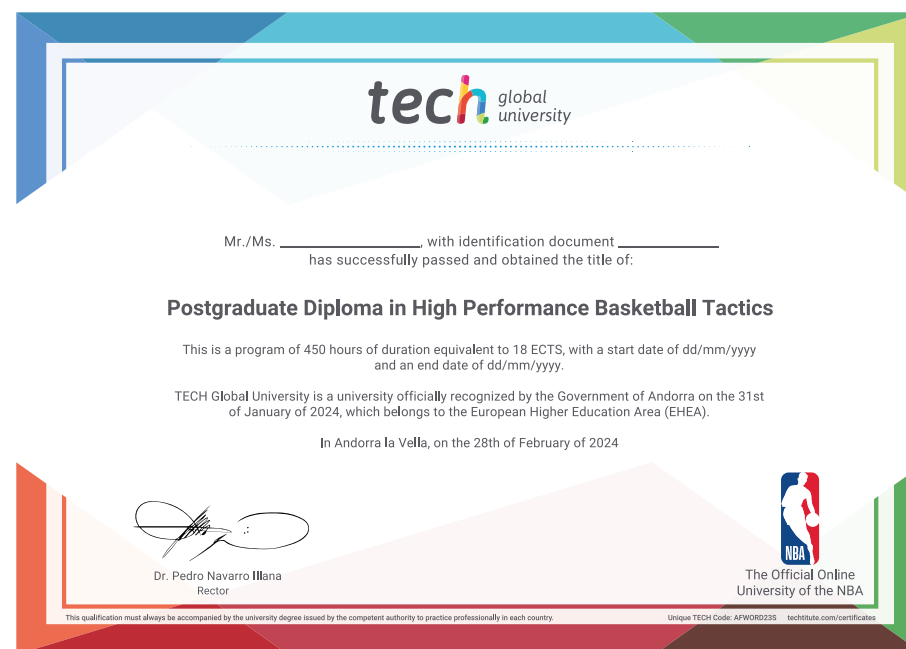 tech global university
Mr./Ms. ____________, with identification document ____________
has successfully passed and obtained the title of:
Postgraduate Diploma in High Performance Basketball Tactics
This is a program of 450 hours of duration equivalent to 18 ECTS, with a start date of dd/mm/yyyy
and an end date of dd/mm/yyyy.
TECH Global University is a university officially recognized by the Government of Andorra on the 31st
of January of 2024, which belongs to the European Higher Education Area (EHEA).
In Andorra la Vella, on the 28th of February of 2024
Dr. Pedro Navarro Illana
Rector
NBA
The Official Online
University of the NBA
This qualification must always be accompanied by the university degree issued by the competent authority to practice professionally in each country.
Unique TECH Code: AFWORD23S techtitute.com/certificates